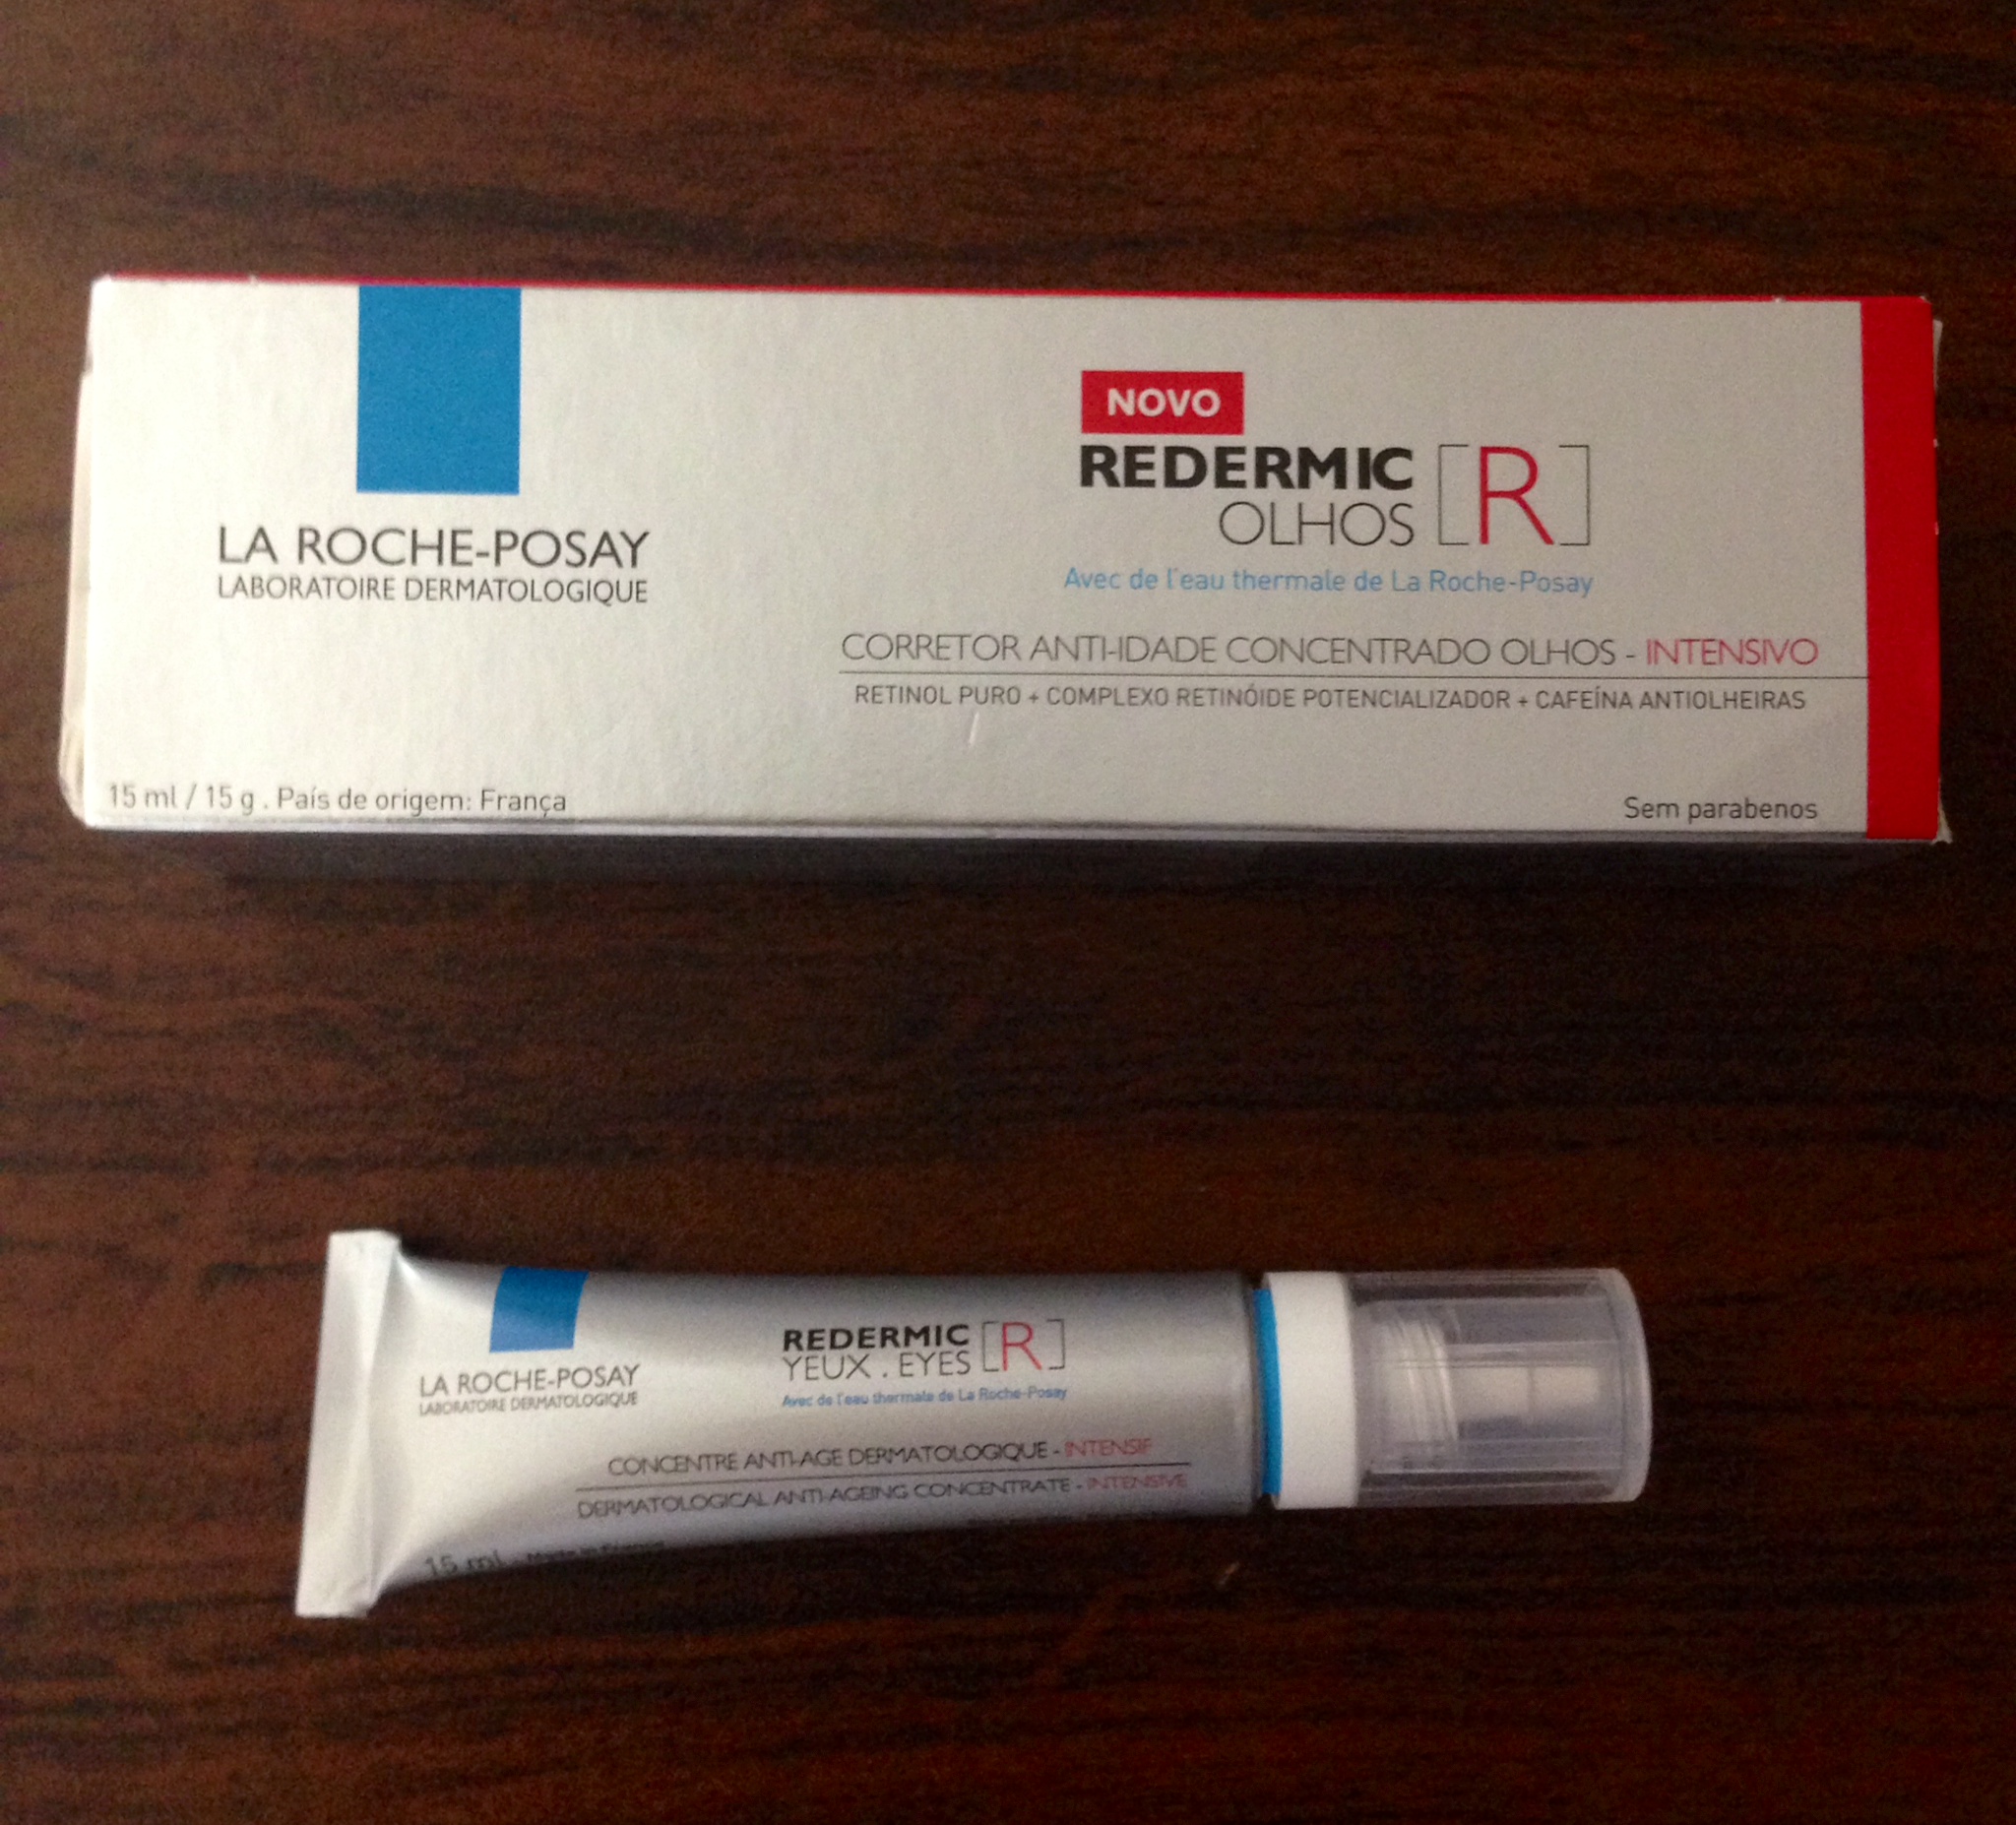 LA ROCHE-POSAY
LABORATOIRE DERMATOLOGIQUE
NOVO
REDERMIC [R]
OLHOS
Avec de l'eau thermale de La Roche-Posay
CORRETOR ANTI-IDADE CONCENTRADO OLHOS - INTENSIVO
RETINOL PURO + COMPLEXO RETINÓIDE POTENCIALIZADOR + CAFEÍNA ANTIOLHEIRAS
15 ml / 15 g . País de origem: França
Sem parabenos
LA ROCHE-POSAY
LABORATOIRE DERMATOLOGIQUE
REDERMIC [R]
YEUX . EYES
Avec de l'eau thermale de La Roche-Posay
CONCENTRE ANTI-AGE DERMATOLOGIQUE - INTENSIF
DERMATOLOGICAL ANTI-AGEING CONCENTRATE - INTENSIVE
15 ml